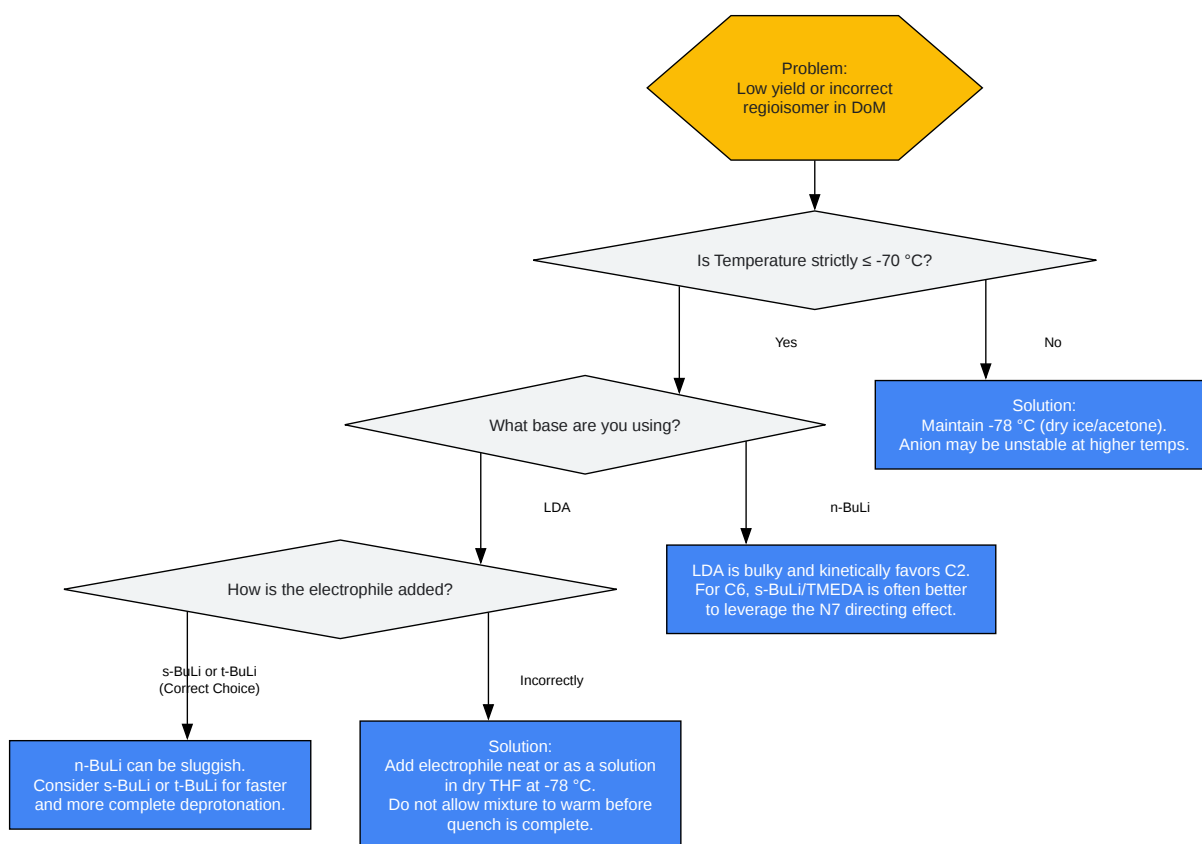 Problem:
Low yield or incorrect
regioisomer in DoM
Is Temperature strictly ≤ -70 °C?
Yes
No
What base are you using?
Solution:
Maintain -78 °C (dry ice/acetone).
Anion may be unstable at higher temps.
LDA
n-BuLi
How is the electrophile added?
LDA is bulky and kinetically favors C2.
For C6, s-BuLi/TMEDA is often better
to leverage the N7 directing effect.
s-BuLi or t-BuLi
(Correct Choice)
Incorrectly
n-BuLi can be sluggish.
Consider s-BuLi or t-BuLi for faster
and more complete deprotonation.
Solution:
Add electrophile neat or as a solution
in dry THF at -78 °C.
Do not allow mixture to warm before
quench is complete.